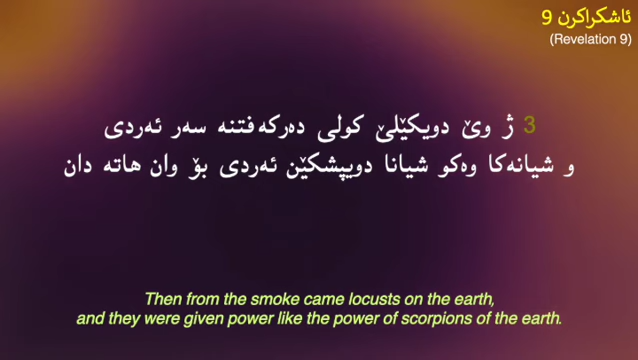 ئاشکراکرن 9
(Revelation 9)
3 ژ وێ دویکێلێ کولی دەرکەفتنە سەر ئەردی
و شیانەکا وەکو شیانا دویپشکێن ئەردی بۆ وان هاتە دان
Then from the smoke came locusts on the earth,
and they were given power like the power of scorpions of the earth.